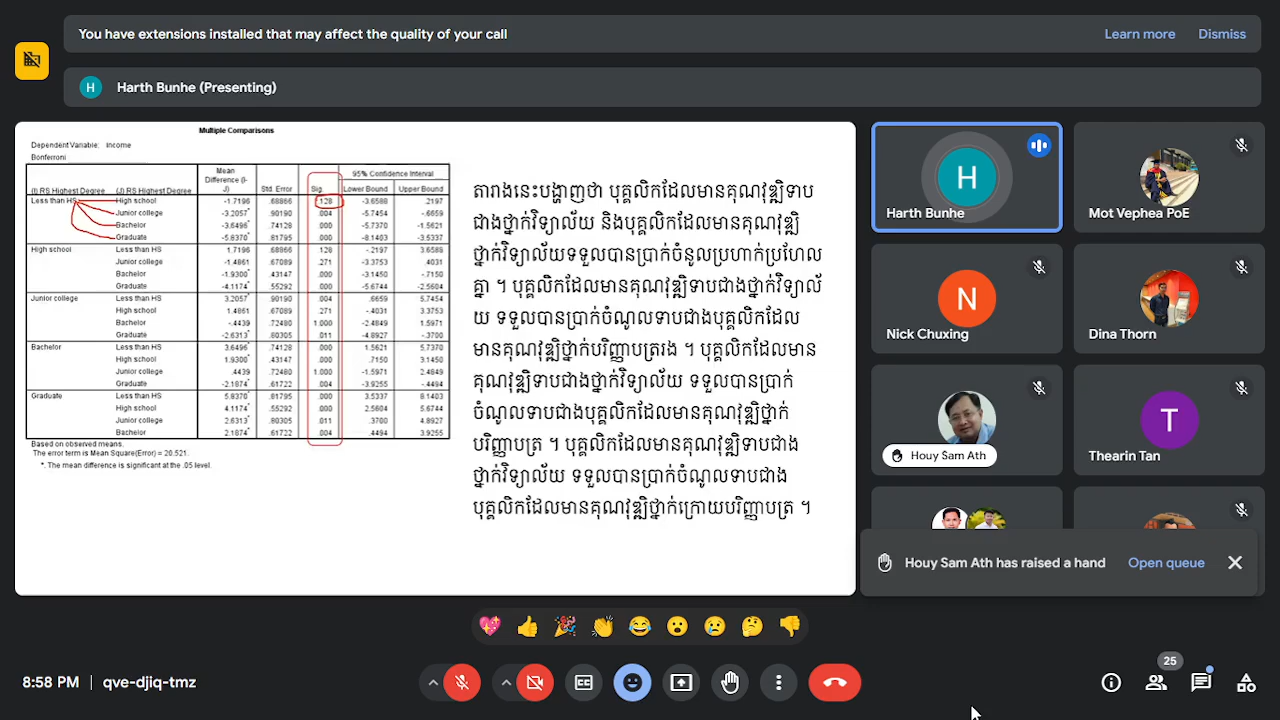 You have extensions installed that may affect the quality of your call
Learn more
Dismiss
H
Harth Bunhe (Presenting)
Multiple Comparisons
Dependent Variable: Income
Bonferroni
95% Confidence Interval
(I) RS Highest Degree (J) RS Highest Degree Mean Difference (I-J) Std. Error Sig. Lower Bound Upper Bound
Less than HS High school -1.7196 .68866 .128 -3.6588 .2197
Junior college -3.2057* .90190 .004 -5.7454 -.6659
Bachelor -3.6496* .74128 .000 -5.7370 -1.5621
Graduate -5.8370* .81795 .000 -8.1403 -3.5337
High school Less than HS 1.7196 .68866 .128 -.2197 3.6588
Junior college -1.4861 .67089 .271 -3.3753 .4031
Bachelor -1.9300* .43147 .000 -3.1450 -.7150
Graduate -4.1174* .55292 .000 -5.6744 -2.5604
Junior college Less than HS 3.2057* .90190 .004 .6659 5.7454
High school 1.4861 .67089 .271 -.4031 3.3753
Bachelor -.4439 .72480 1.000 -2.4849 1.5971
Graduate -2.6313* .80305 .011 -4.8927 -.3700
Bachelor Less than HS 3.6496* .74128 .000 1.5621 5.7370
High school 1.9300* .43147 .000 .7150 3.1450
Junior college .4439 .72480 1.000 -1.5971 2.4849
Graduate -2.1874* .61722 .004 -3.9255 -.4494
Graduate Less than HS 5.8370* .81795 .000 3.5337 8.1403
High school 4.1174* .55292 .000 2.5604 5.6744
Junior college 2.6313* .80305 .011 .3700 4.8927
Bachelor 2.1874* .61722 .004 .4494 3.9255
Based on observed means.
The error term is Mean Square(Error) = 20.521.
*. The mean difference is significant at the .05 level.
តារាងនេះបង្ហាញថា បុគ្គលិកដែលមានគុណវុឌ្ឍិទាប
ជាងថ្នាក់វិទ្យាល័យ និងបុគ្គលិកដែលមានគុណវុឌ្ឍិ
ថ្នាក់វិទ្យាល័យទទួលបានប្រាក់ចំនូលប្រហាក់ប្រហែល
គ្នា ។ បុគ្គលិកដែលមានគុណវុឌ្ឍិទាបជាងថ្នាក់វិទ្យាល័
យ ទទួលបានប្រាក់ចំណូលទាបជាងបុគ្គលិកដែល
មានគុណវុឌ្ឍិថ្នាក់បរិញ្ញាបត្ររង ។ បុគ្គលិកដែលមាន
គុណវុឌ្ឍិទាបជាងថ្នាក់វិទ្យាល័យ ទទួលបានប្រាក់
ចំណូលទាបជាងបុគ្គលិកដែលមានគុណវុឌ្ឍិថ្នាក់
បរិញ្ញាបត្រ ។ បុគ្គលិកដែលមានគុណវុឌ្ឍិទាបជាង
ថ្នាក់វិទ្យាល័យ ទទួលបានប្រាក់ចំណូលទាបជាង
បុគ្គលិកដែលមានគុណវុឌ្ឍិថ្នាក់ក្រោយបរិញ្ញាបត្រ ។
H
Harth Bunhe
Mot Vephea PoE
N
Nick Chuxing
Dina Thorn
Houy Sam Ath
T
Thearin Tan
Houy Sam Ath has raised a hand
Open queue
8:58 PM | qve-djiq-tmz
CC
25